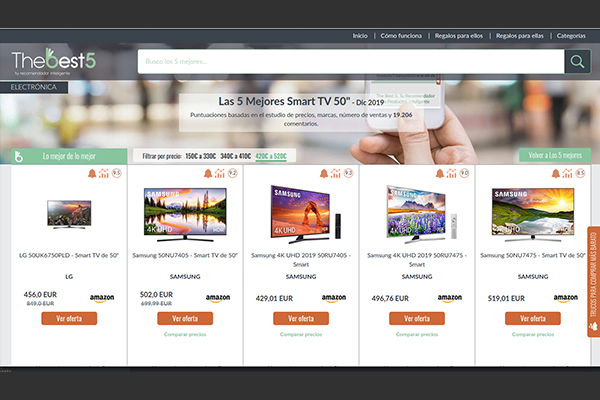 Inicio | Cómo funciona | Regalos para ellos | Regalos para ellas | Categorías
Thebest5
Tu recomendador inteligente
Busco los 5 mejores...
ELECTRÓNICA
Las 5 Mejores Smart TV 50" - Dic 2019
Puntuaciones basadas en el estudio de precios, marcas, número de ventas y 19.206
comentarios.
Lo mejor de lo mejor
Filtrar por precio: 150€ a 330€ 340€ a 410€ 420€ a 520€
Volver a Los 5 mejores
9.5
9.2
9.3
8.5
SAMSUNG
4K UHD
HDR
SAMSUNG
4K UHD
SAMSUNG
4K UHD
SAMSUNG
LG 50UK6750PLD - Smart TV de 50"
Samsung 50NU7405 - Smart TV de 50"
Samsung 4K UHD 2019 50RU7405 -
Smart
Samsung 4K UHD 2019 50RU7475 -
Smart
Samsung 50NU7475 - Smart TV de 50"
LG
SAMSUNG
SAMSUNG
SAMSUNG
SAMSUNG
456,0 EUR
849,0 EUR
amazon
502,0 EUR
699,99 EUR
amazon
429,01 EUR
amazon
496,76 EUR
amazon
519,01 EUR
amazon
Ver oferta
Ver oferta
Ver oferta
Ver oferta
Ver oferta
Comparar precios
Comparar precios
Comparar precios
Comparar precios
TRUCOS PARA COMPRAR MÁS BARATO